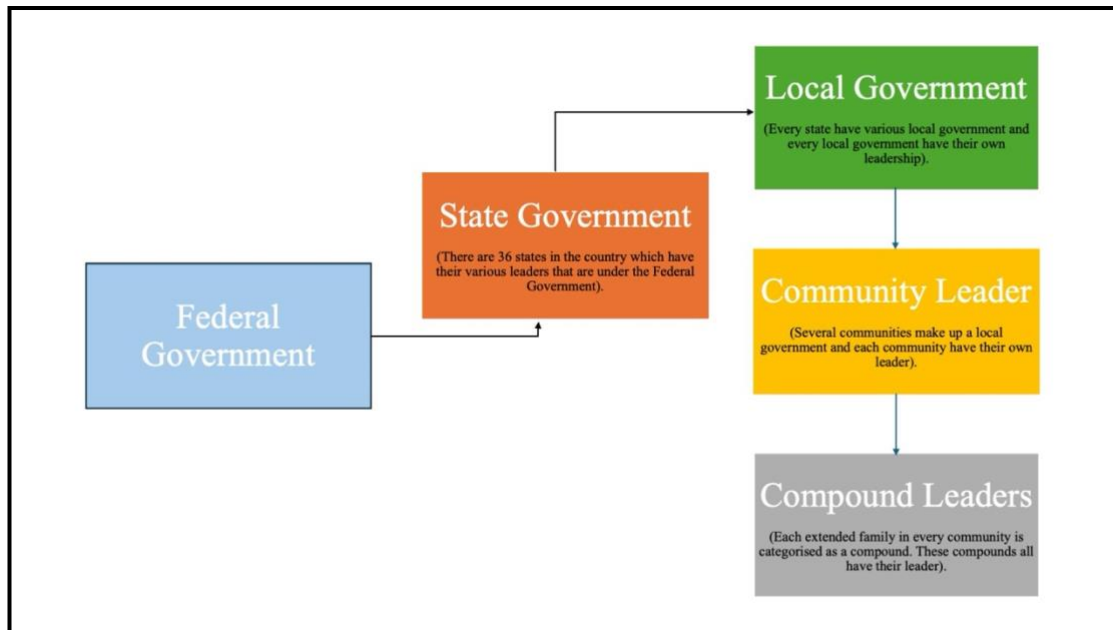 Federal
Government
State Government
(There are 36 states in the country which have
their various leaders that are under the Federal
Government).
Local Government
(Every state have various local government and
every local government have their own
leadership).
Community Leader
(Several communities make up a local
government and each community have their own
leader).
Compound Leaders
(Each extended family in every community is
categorised as a compound. These compounds all
have their leader).